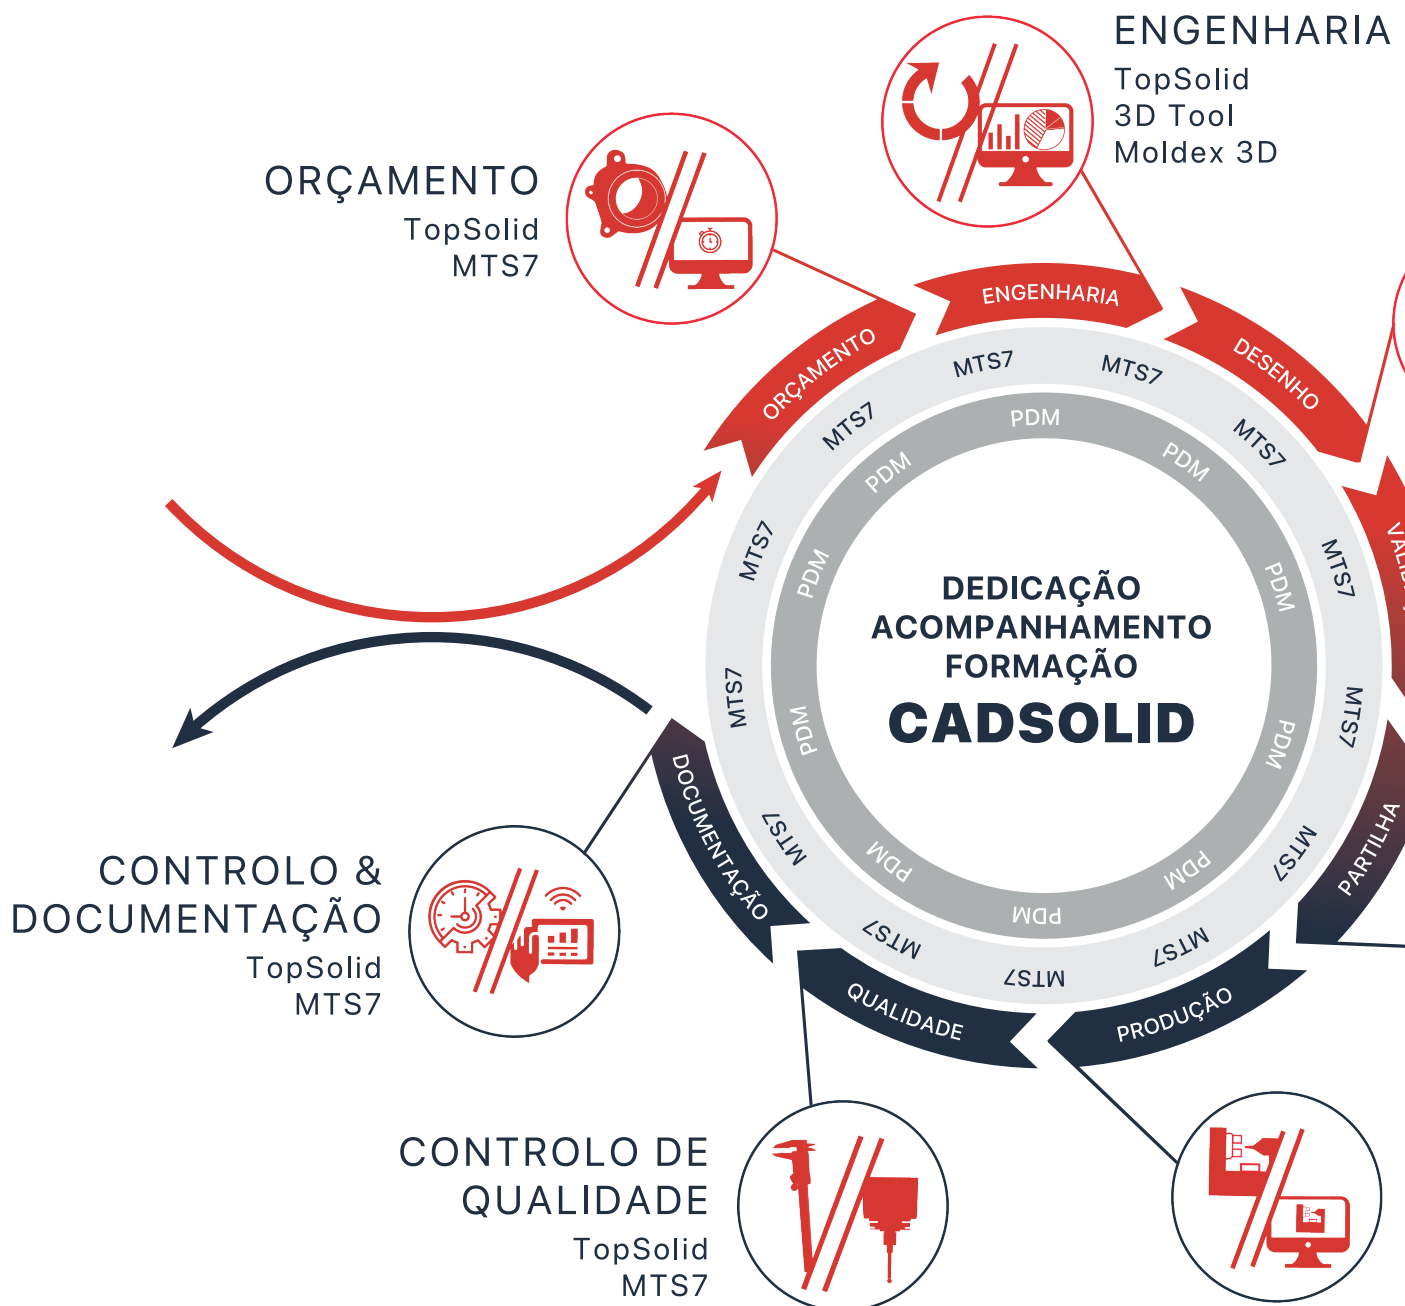 ENGENHARIA
TopSolid
3D Tool
Moldex 3D
ORÇAMENTO
TopSolid
MTS7
ORÇAMENTO
ENGENHARIA
DESENHO
PARTILHA
PRODUÇÃO
QUALIDADE
DOCUMENTAÇÃO
MTS7
MTS7
MTS7
MTS7
MTS7
MTS7
MTS7
MTS7
MTS7
MTS7
MTS7
MTS7
MTS7
PDM
PDM
PDM
PDM
PDM
PDM
PDM
PDM
PDM
PDM
DEDICAÇÃO
ACOMPANHAMENTO
FORMAÇÃO
CADSOLID
CONTROLO &
DOCUMENTAÇÃO
TopSolid
MTS7
CONTROLO DE
QUALIDADE
TopSolid
MTS7